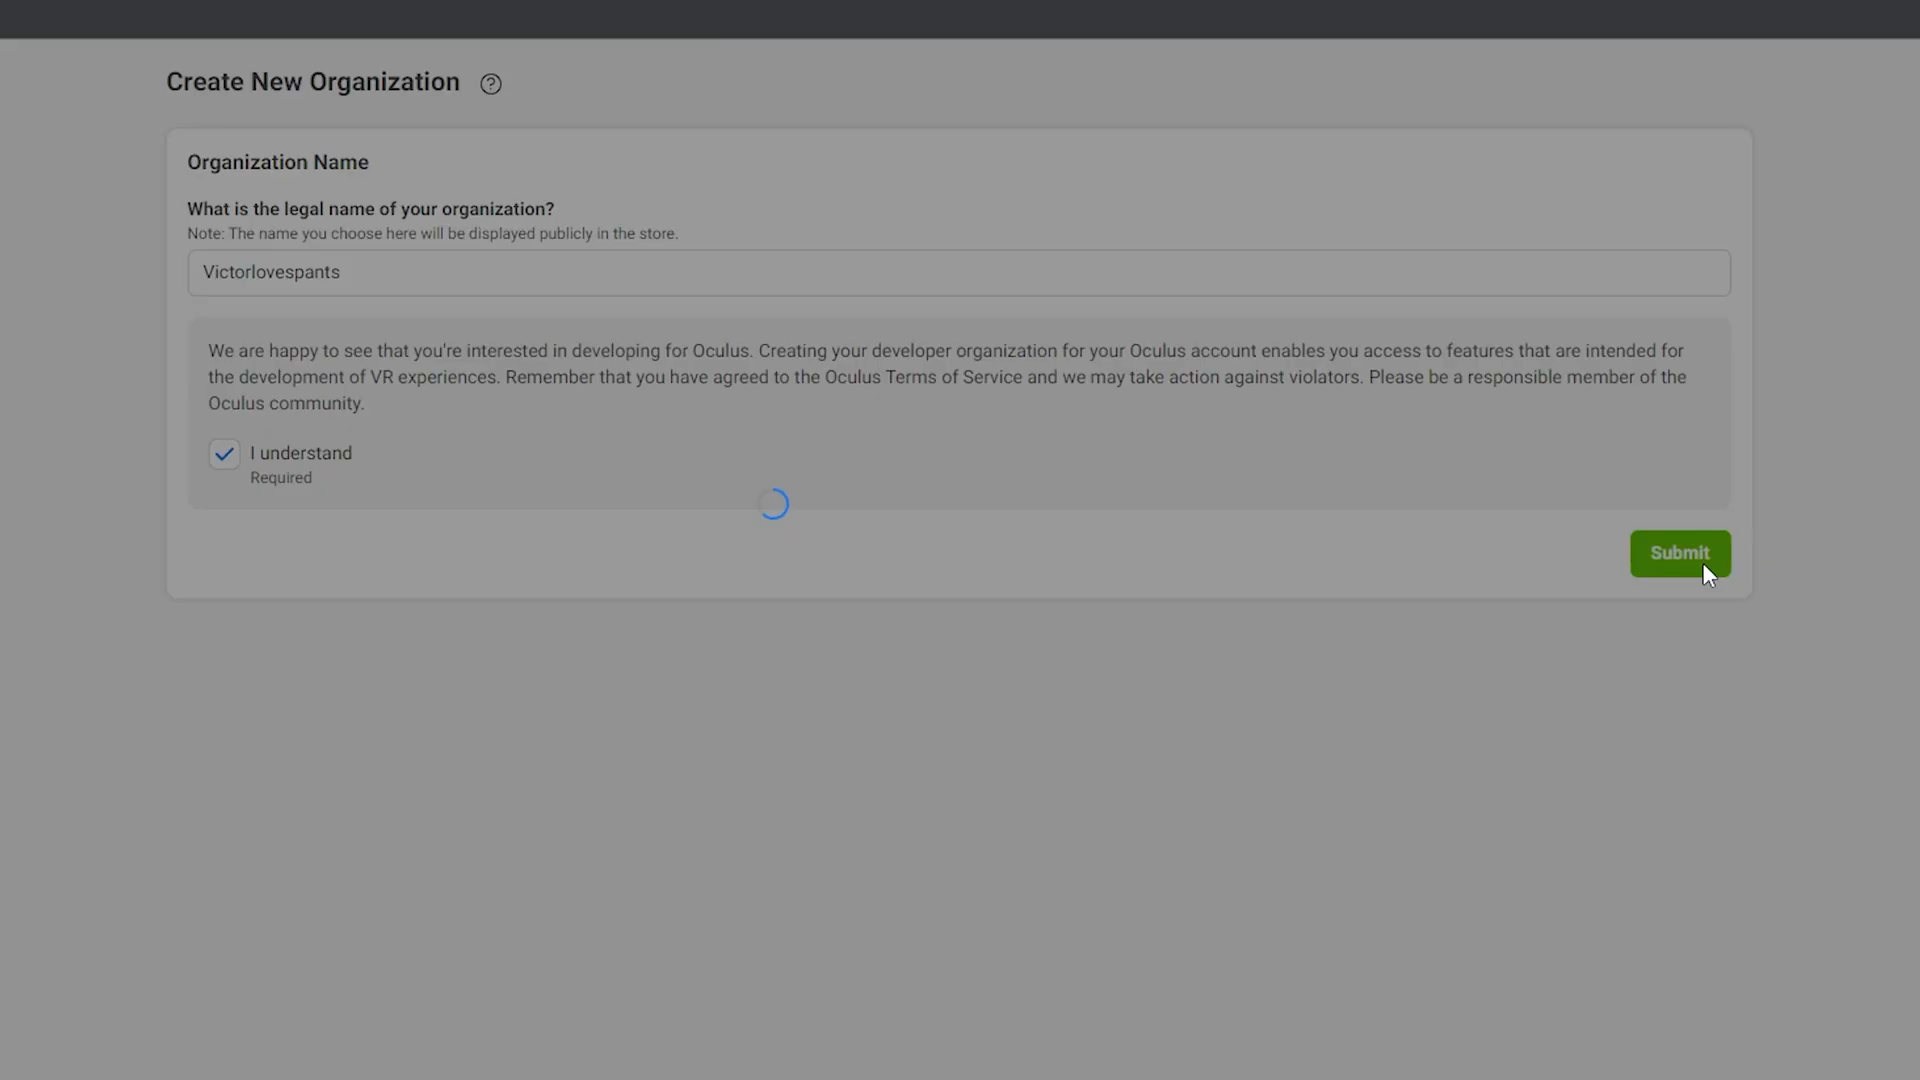 Create New Organization
Organization Name
What is the legal name of your organization?
Note: The name you choose here will be displayed publicly in the store.
Victorlovespants
We are happy to see that you're interested in developing for Oculus. Creating your developer organization for your Oculus account enables you access to features that are intended for
the development of VR experiences. Remember that you have agreed to the Oculus Terms of Service and we may take action against violators. Please be a responsible member of the
Oculus community.
I understand
Required
Submit